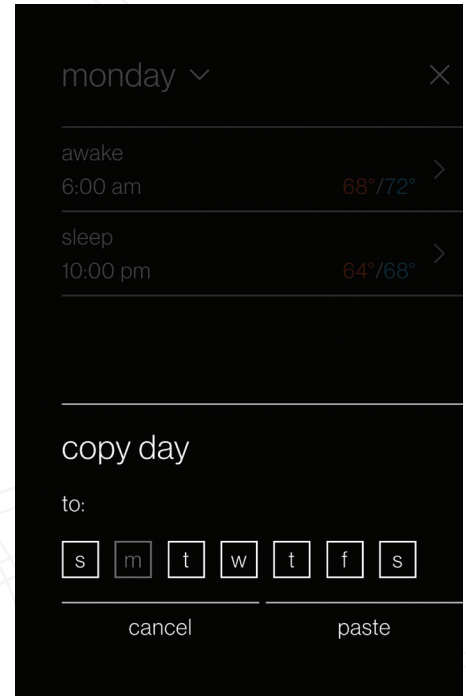 monday
awake
6:00 am 68°/72°
sleep
10:00 pm 64°/68°
copy day
to:
s m t w t f s
cancel paste